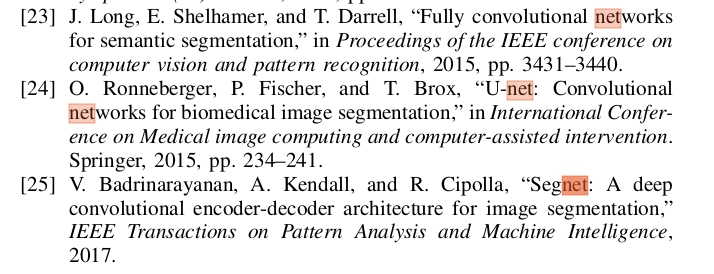 [23] J. Long, E. Shelhamer, and T. Darrell, “Fully convolutional networks
for semantic segmentation,” in Proceedings of the IEEE conference on
computer vision and pattern recognition, 2015, pp. 3431–3440.
[24] O. Ronneberger, P. Fischer, and T. Brox, “U-net: Convolutional
networks for biomedical image segmentation,” in International Confer-
ence on Medical image computing and computer-assisted intervention.
Springer, 2015, pp. 234–241.
[25] V. Badrinarayanan, A. Kendall, and R. Cipolla, “Segnet: A deep
convolutional encoder-decoder architecture for image segmentation,”
IEEE Transactions on Pattern Analysis and Machine Intelligence,
2017.